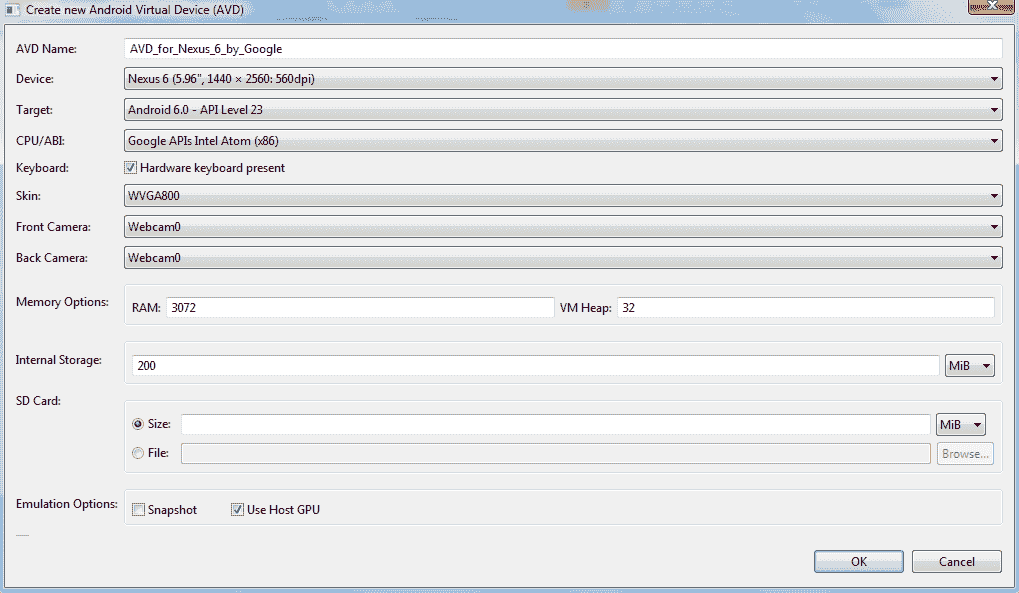 Create new Android Virtual Device (AVD)
AVD Name: AVD_for_Nexus_6_by_Google
Device: Nexus 6 (5.96", 1440 × 2560: 560dpi)
Target: Android 6.0 - API Level 23
CPU/ABI: Google APIs Intel Atom (x86)
Keyboard: Hardware keyboard present
Skin: WVGA800
Front Camera: Webcam0
Back Camera: Webcam0
Memory Options: RAM: 3072 VM Heap: 32
Internal Storage: 200 MiB
SD Card:
Size: MiB
File: Browse...
Emulation Options: Snapshot Use Host GPU
OK Cancel